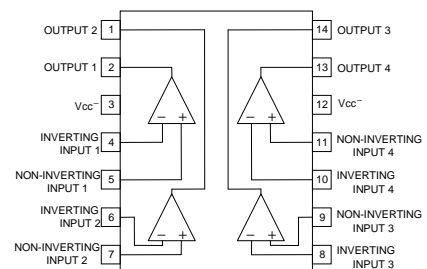 OUTPUT 2 1
14 OUTPUT 3
OUTPUT 1 2
13 OUTPUT 4
Vcc⁻ 3
12 Vcc⁻
INVERTING
INPUT 1
4
11
NON-INVERTING
INPUT 4
NON-INVERTING
INPUT 1
5
10
INVERTING
INPUT 4
INVERTING
INPUT 2
6
9
NON-INVERTING
INPUT 3
NON-INVERTING
INPUT 2
7
8
INVERTING
INPUT 3
− +
− +
− +
− +